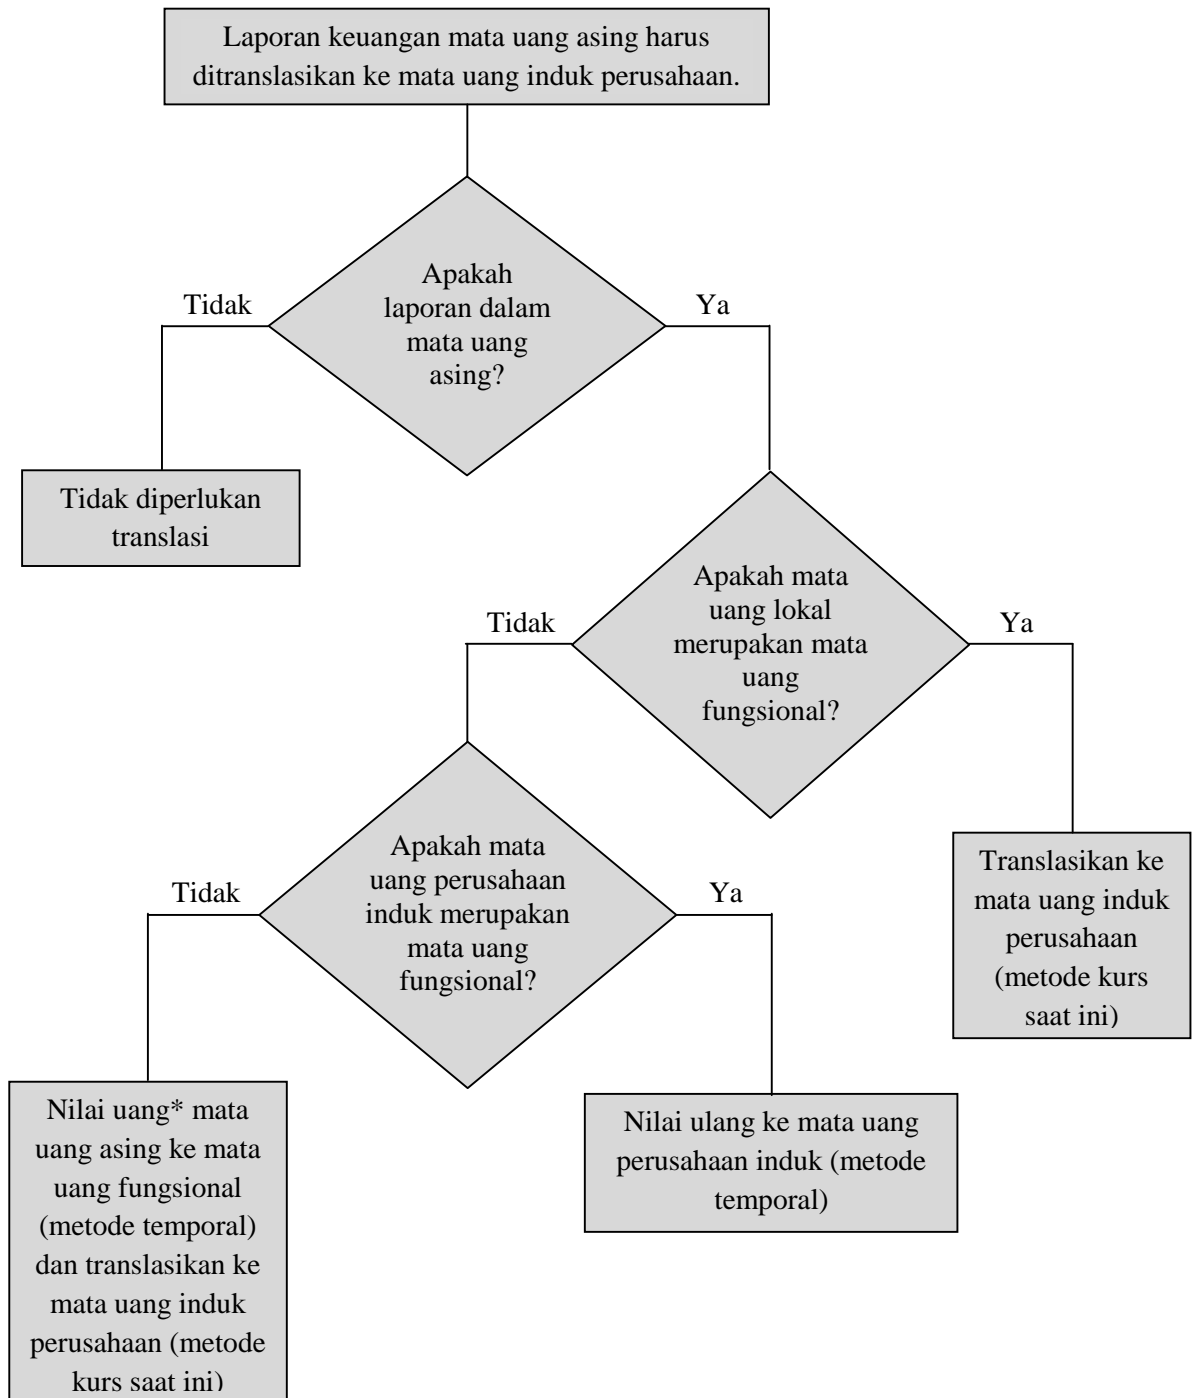 Laporan keuangan mata uang asing harus
ditranslasikan ke mata uang induk perusahaan.
Apakah
laporan dalam
mata uang
asing?
Tidak
Ya
Tidak diperlukan
translasi
Apakah mata
uang lokal
merupakan mata
uang
fungsional?
Tidak
Ya
Apakah mata
uang perusahaan
induk merupakan
mata uang
fungsional?
Tidak
Ya
Translasikan ke
mata uang induk
perusahaan
(metode kurs
saat ini)
Nilai uang* mata
uang asing ke mata
uang fungsional
(metode temporal)
dan translasikan ke
mata uang induk
perusahaan (metode
kurs saat ini)
Nilai ulang ke mata uang
perusahaan induk (metode
temporal)